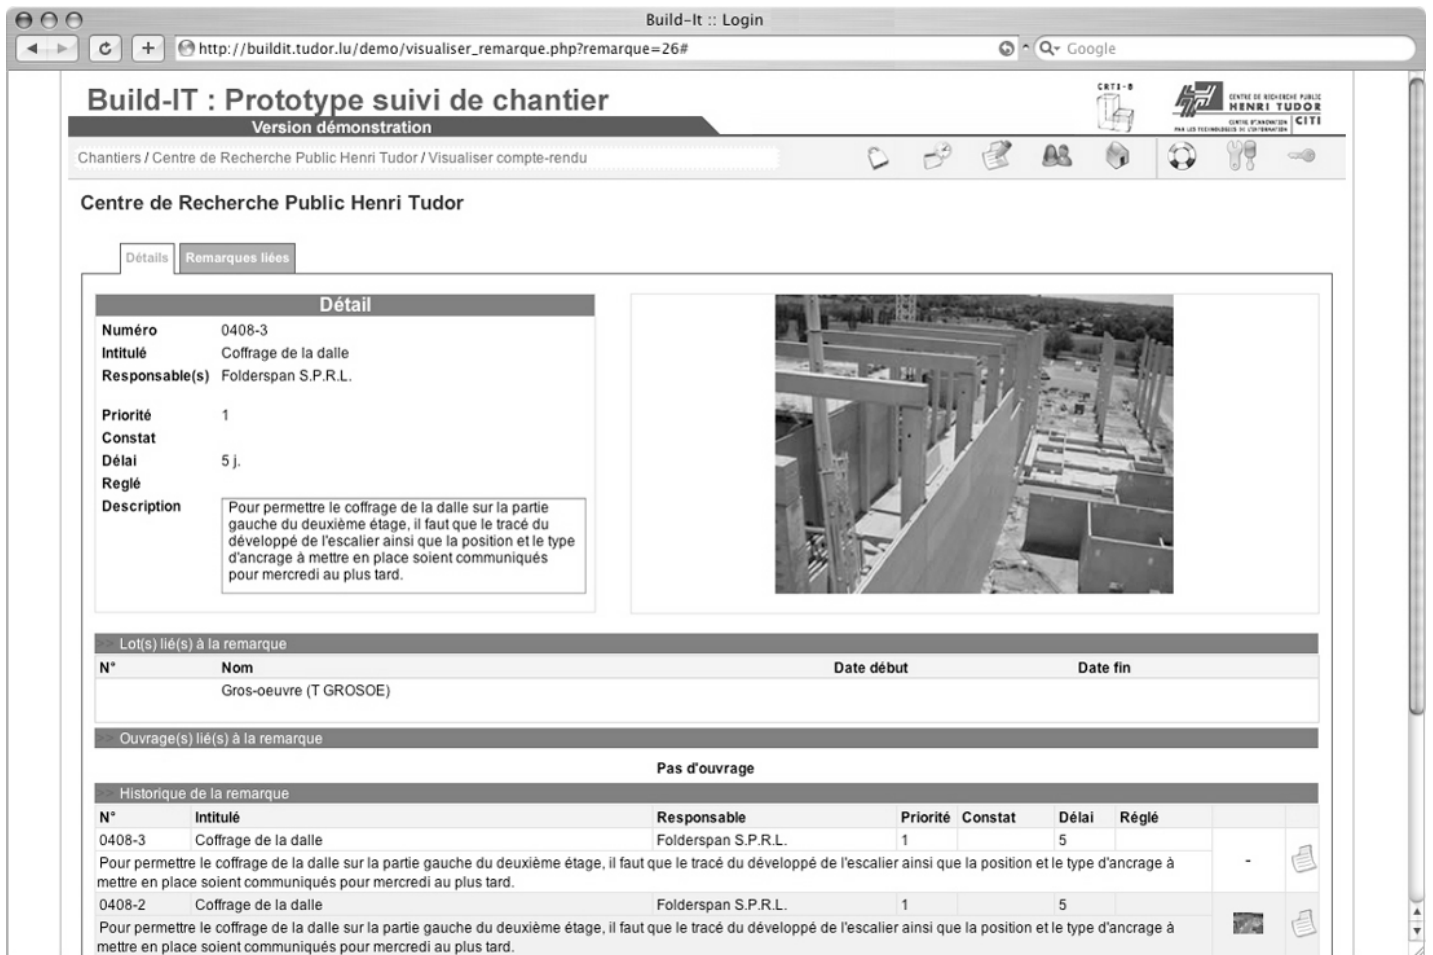 Build-It :: Login
http://buildit.tudor.lu/demo/visualiser_remarque.php?remarque=26#
Google
Build-IT : Prototype suivi de chantier
Version démonstration
CRTI-B
CENTRE DE RECHERCHE PUBLIC
HENRI TUDOR
CENTRE D'INNOVATION
PAR LES TECHNOLOGIES DE L'INFORMATION
CITI
Chantiers / Centre de Recherche Public Henri Tudor / Visualiser compte-rendu
Centre de Recherche Public Henri Tudor
Détails Remarques liées
Détail
Numéro 0408-3
Intitulé Coffrage de la dalle
Responsable(s) Folderspan S.P.R.L.
Priorité 1
Constat
Délai 5 j.
Reglé
Description Pour permettre le coffrage de la dalle sur la partie
gauche du deuxième étage, il faut que le tracé du
développé de l'escalier ainsi que la position et le type
d'ancrage à mettre en place soient communiqués
pour mercredi au plus tard.
>> Lot(s) lié(s) à la remarque
N° Nom Date début Date fin
Gros-oeuvre (T GROSOE)
>> Ouvrage(s) lié(s) à la remarque
Pas d'ouvrage
>> Historique de la remarque
N° Intitulé Responsable Priorité Constat Délai Réglé
0408-3 Coffrage de la dalle Folderspan S.P.R.L. 1 5
Pour permettre le coffrage de la dalle sur la partie gauche du deuxième étage, il faut que le tracé du développé de l'escalier ainsi que la position et le type d'ancrage à
mettre en place soient communiqués pour mercredi au plus tard.
-
0408-2 Coffrage de la dalle Folderspan S.P.R.L. 1 5
Pour permettre le coffrage de la dalle sur la partie gauche du deuxième étage, il faut que le tracé du développé de l'escalier ainsi que la position et le type d'ancrage à
mettre en place soient communiqués pour mercredi au plus tard.